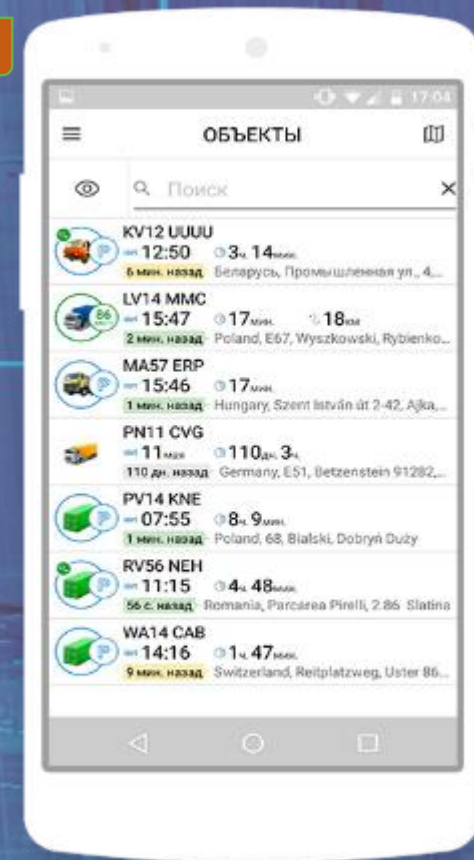 17:04
ОБЪЕКТЫ
Поиск
KV12 UUUU
12:50 3ч. 14мин.
6 мин. назад Беларусь, Промышленная ул., 4,...
LV14 MMC
86
15:47 17мин. 18км
2 мин. назад Poland, E67, Wyszkowski, Rybienko...
MA57 ERP
15:46 17мин.
1 мин. назад Hungary, Szent István út 2-42, Ajka,...
PN11 CVG
11мая 110дн. 3ч.
110 дн. назад Germany, E51, Betzenstein 91282,...
PV14 KNE
07:55 8ч. 9мин.
1 мин. назад Poland, 68, Bialski, Dobryń Duży
RV56 NEH
11:15 4ч. 48мин.
56 с. назад Romania, Parcarea Pirelli, 2.86 Slatina
WA14 CAB
14:16 1ч. 47мин.
9 мин. назад Switzerland, Reitplatzweg, Uster 86...